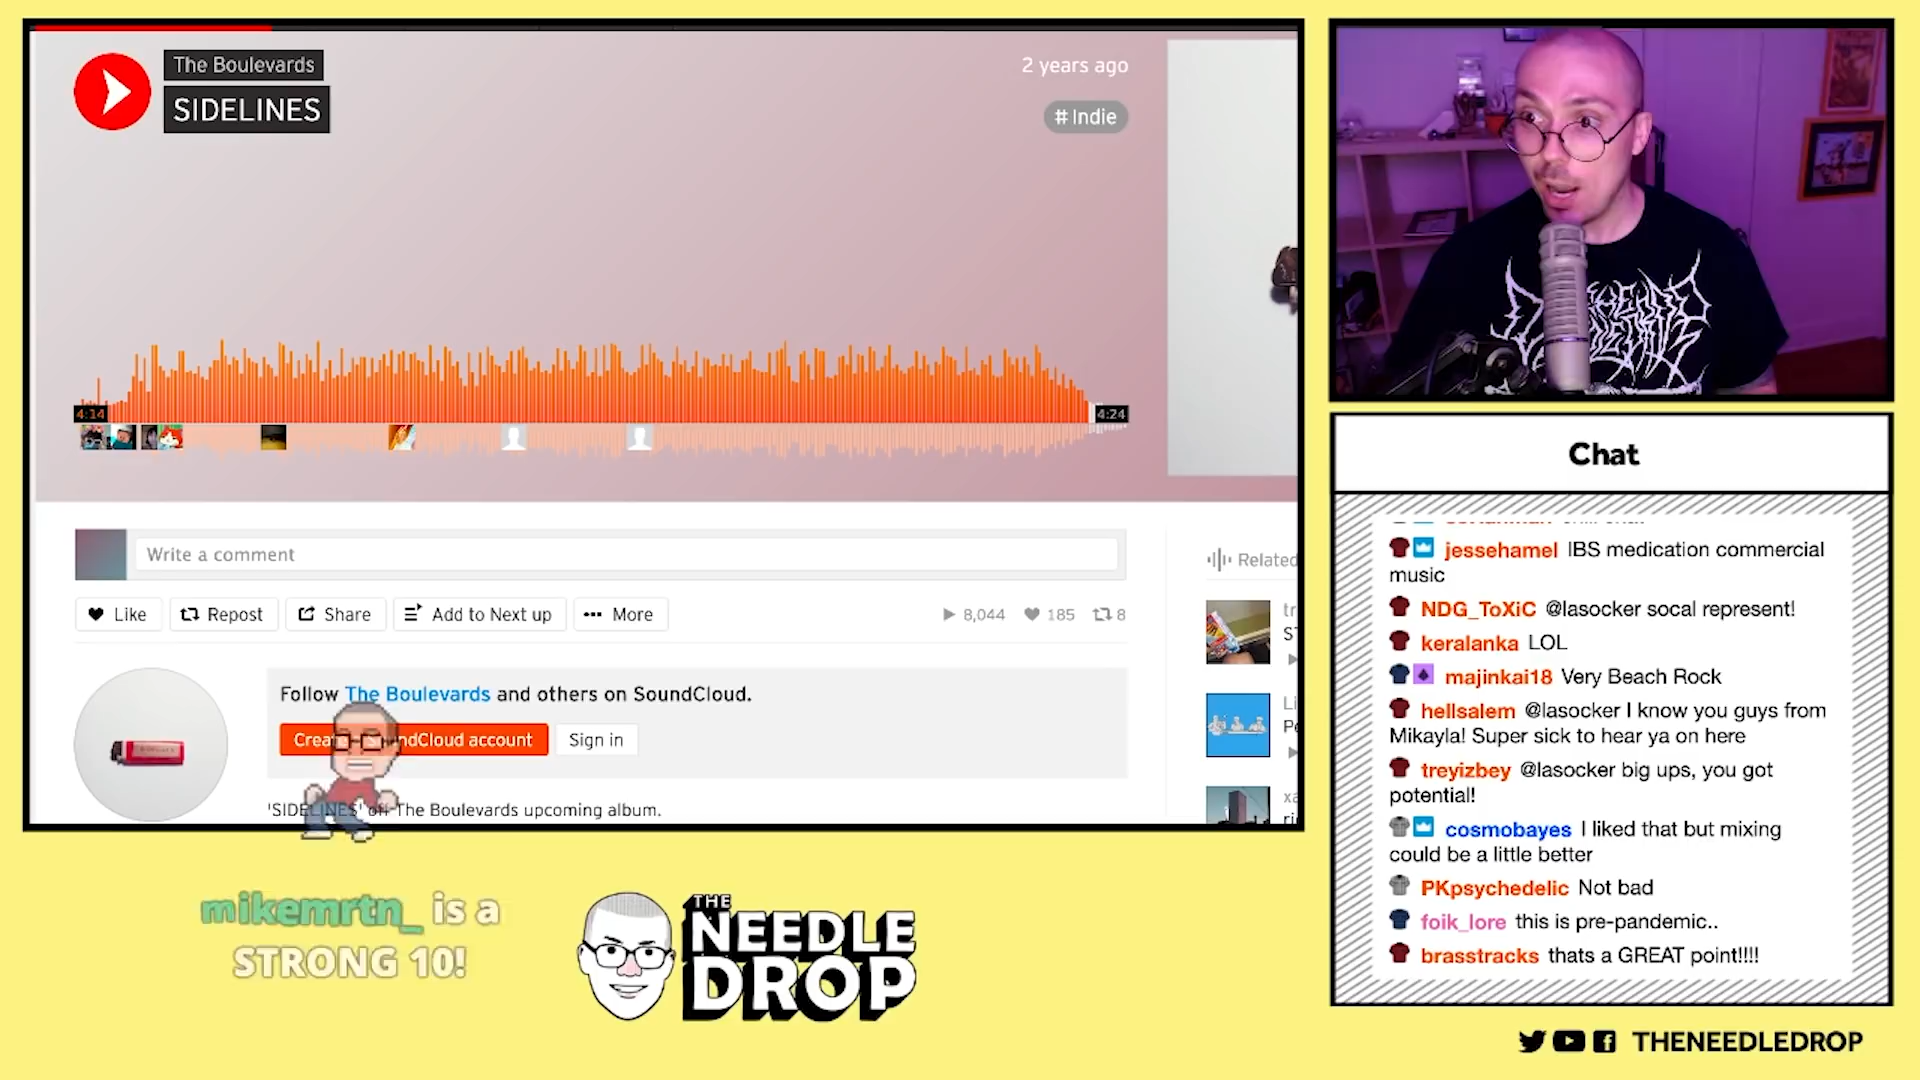 The Boulevards
SIDELINES
2 years ago
# Indie
4:14
4:24
Write a comment
Like
Repost
Share
Add to Next up
More
8,044
185
8
Related
Follow The Boulevards and others on SoundCloud.
SoundCloud account
Sign in
'SIDELINES' off The Boulevards upcoming album.
mikemrtn_ is a
STRONG 10!
THE
NEEDLE
DROP
Chat
jessehamel IBS medication commercial
music
NDG_ToXiC @lasocker socal represent!
keralanka LOL
majinkai18 Very Beach Rock
hellsalem @lasocker I know you guys from
Mikayla! Super sick to hear ya on here
treyizbey @lasocker big ups, you got
potential!
cosmobayes I liked that but mixing
could be a little better
PKpsychedelic Not bad
foik_lore this is pre-pandemic..
brasstracks thats a GREAT point!!!!
THENEEDLEDROP